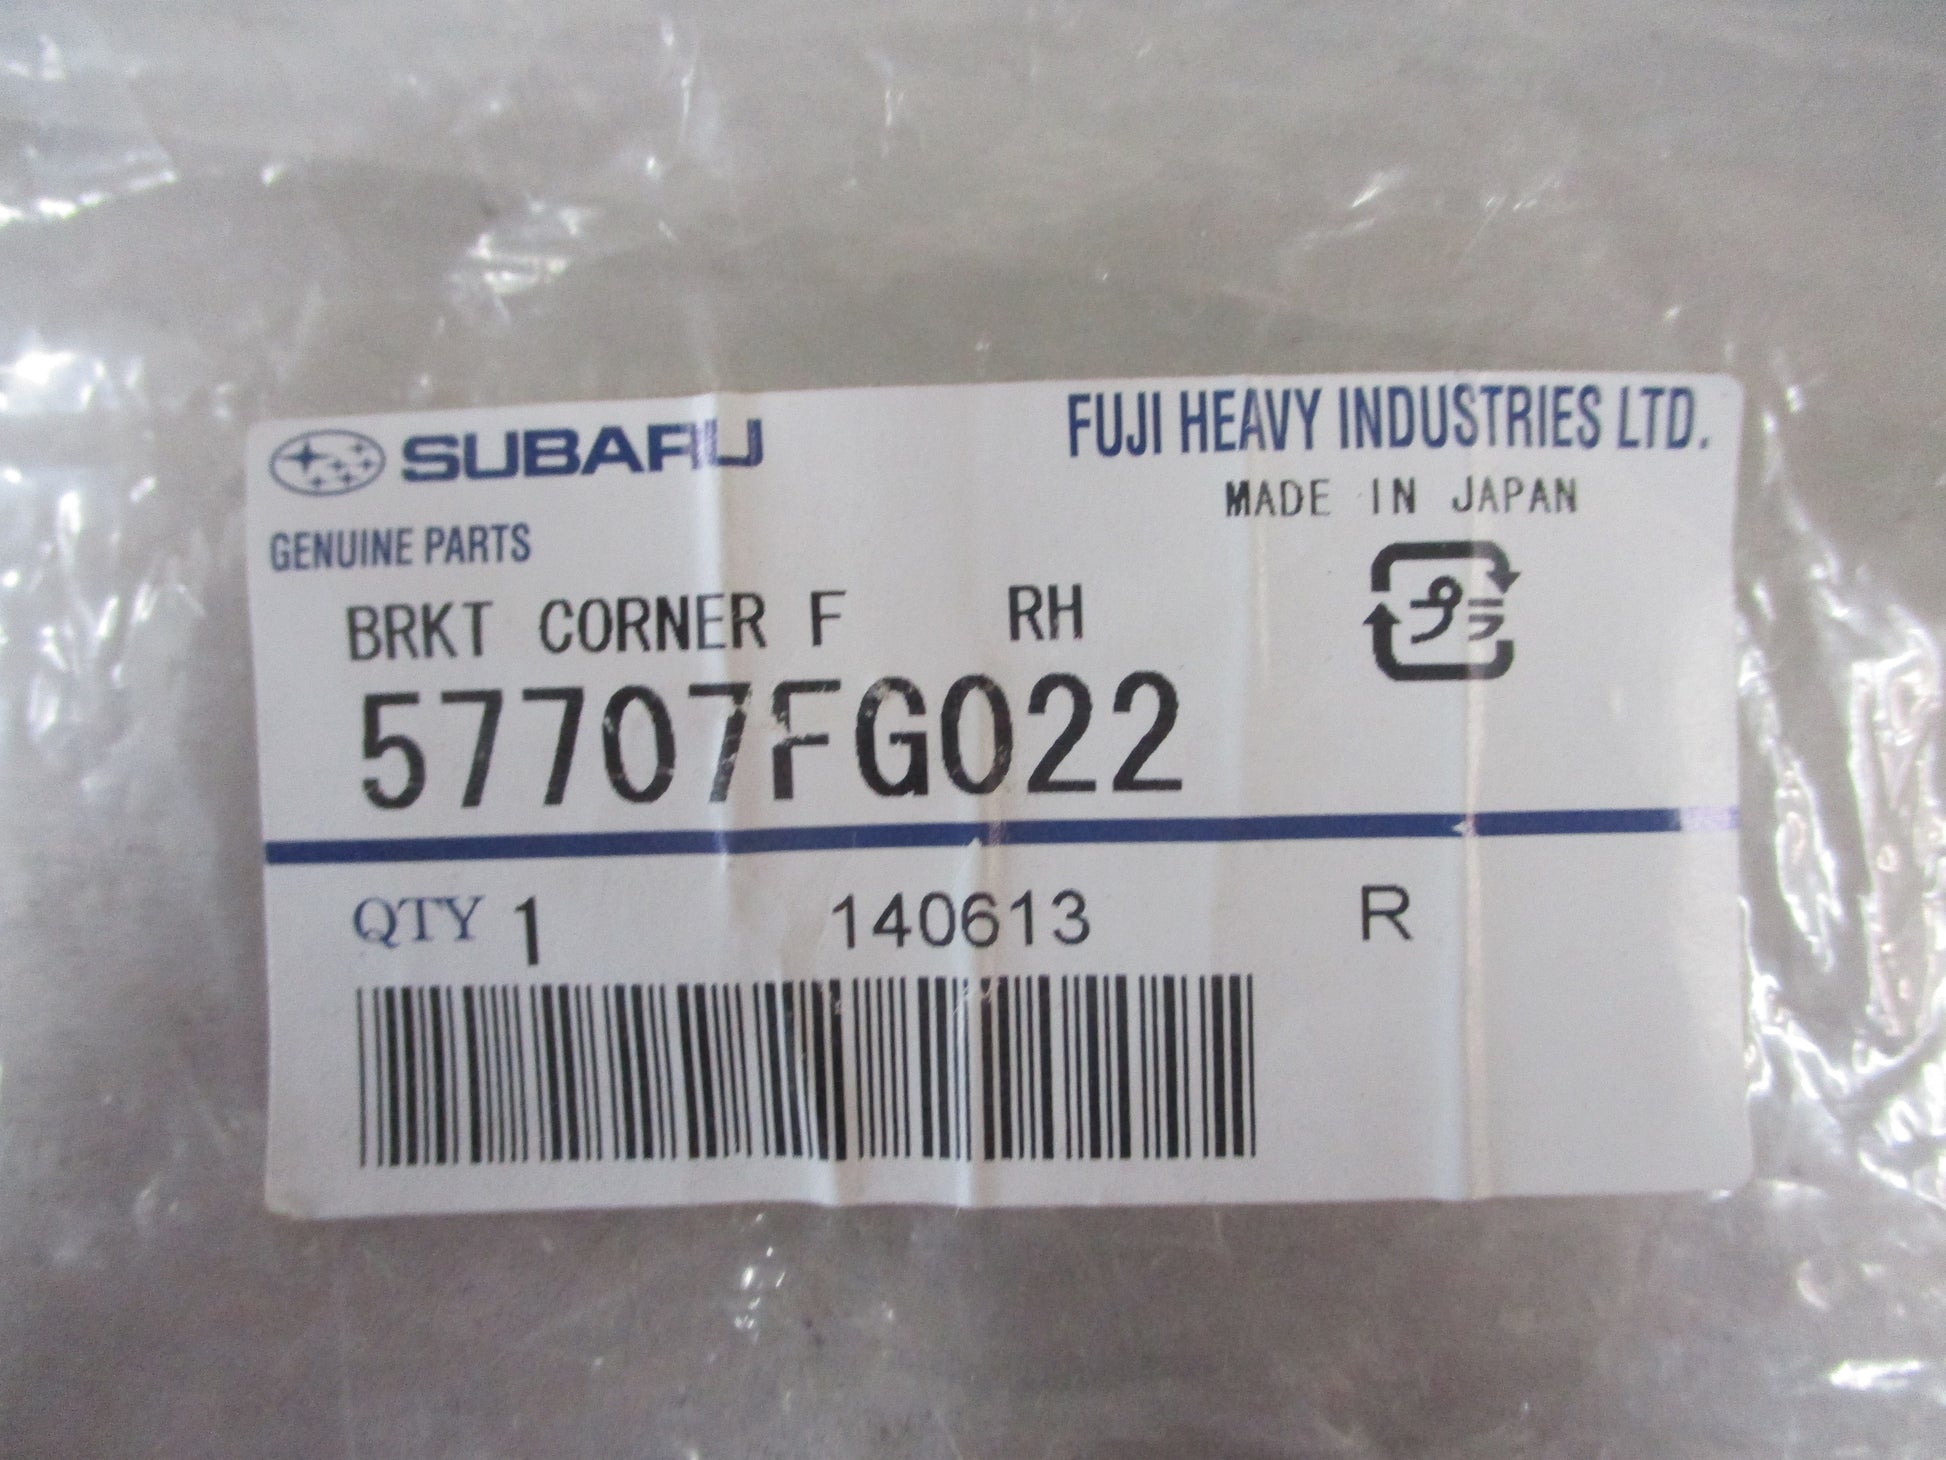 SUBARU
FUJI HEAVY INDUSTRIES LTD.
MADE IN JAPAN
GENUINE PARTS
プラ
BRKT CORNER F RH
57707FG022
QTY 1 140613 R